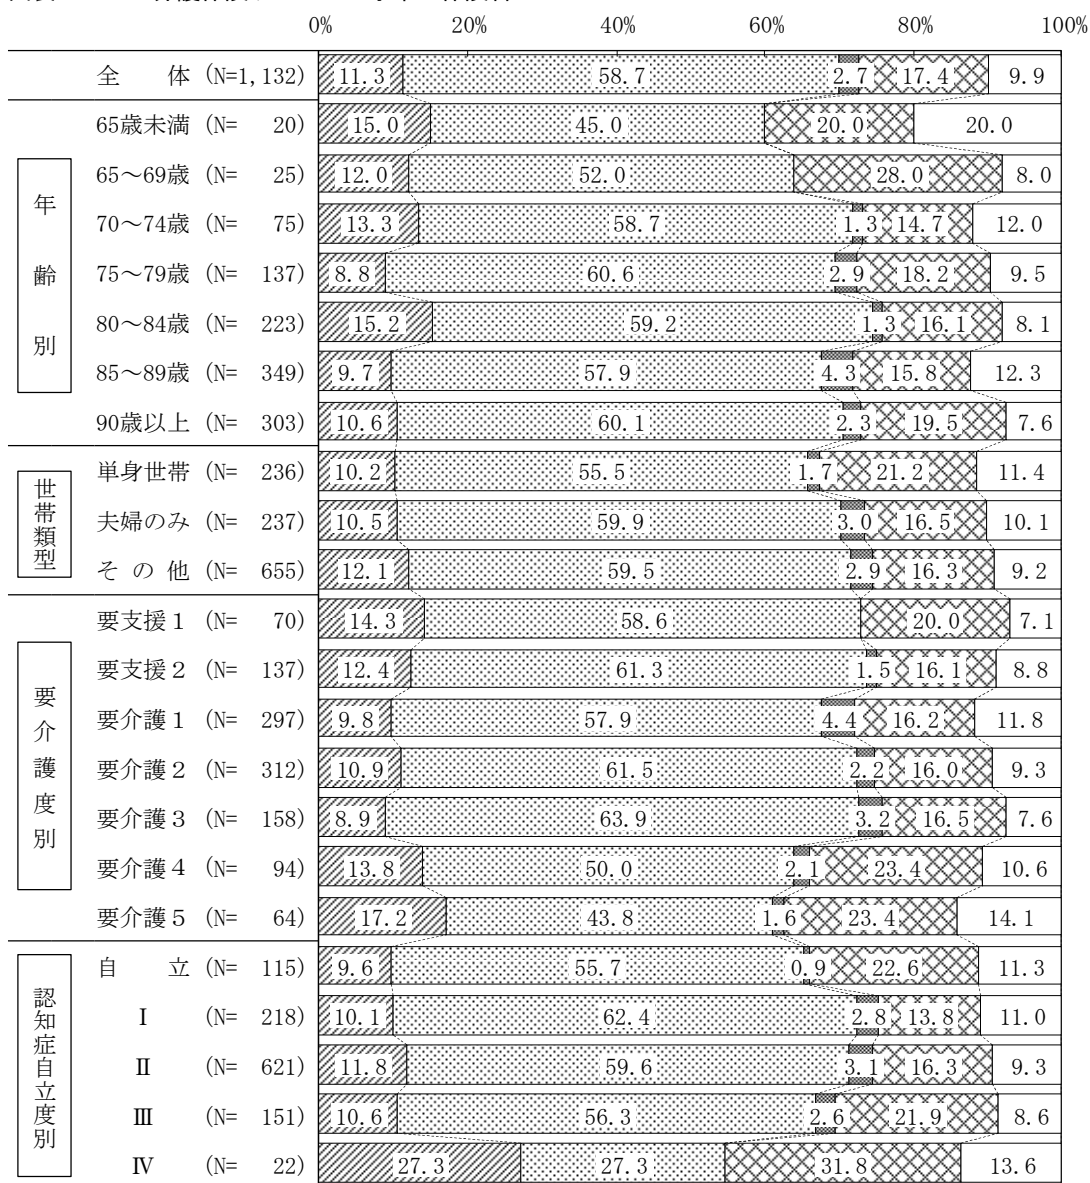 0% 20% 40% 60% 80% 100%
全 体 (N=1,132) 11.3 58.7 2.7 17.4 9.9
65歳未満 (N= 20) 15.0 45.0 20.0 20.0
年齢別
65～69歳 (N= 25) 12.0 52.0 28.0 8.0
70～74歳 (N= 75) 13.3 58.7 1.3 14.7 12.0
75～79歳 (N= 137) 8.8 60.6 2.9 18.2 9.5
80～84歳 (N= 223) 15.2 59.2 1.3 16.1 8.1
85～89歳 (N= 349) 9.7 57.9 4.3 15.8 12.3
90歳以上 (N= 303) 10.6 60.1 2.3 19.5 7.6
世帯類型
単身世帯 (N= 236) 10.2 55.5 1.7 21.2 11.4
夫婦のみ (N= 237) 10.5 59.9 3.0 16.5 10.1
そ の 他 (N= 655) 12.1 59.5 2.9 16.3 9.2
要介護度別
要支援１ (N= 70) 14.3 58.6 20.0 7.1
要支援２ (N= 137) 12.4 61.3 1.5 16.1 8.8
要介護１ (N= 297) 9.8 57.9 4.4 16.2 11.8
要介護２ (N= 312) 10.9 61.5 2.2 16.0 9.3
要介護３ (N= 158) 8.9 63.9 3.2 16.5 7.6
要介護４ (N= 94) 13.8 50.0 2.1 23.4 10.6
要介護５ (N= 64) 17.2 43.8 1.6 23.4 14.1
認知症自立度別
自 立 (N= 115) 9.6 55.7 0.9 22.6 11.3
Ⅰ (N= 218) 10.1 62.4 2.8 13.8 11.0
Ⅱ (N= 621) 11.8 59.6 3.1 16.3 9.3
Ⅲ (N= 151) 10.6 56.3 2.6 21.9 8.6
Ⅳ (N= 22) 27.3 27.3 31.8 13.6